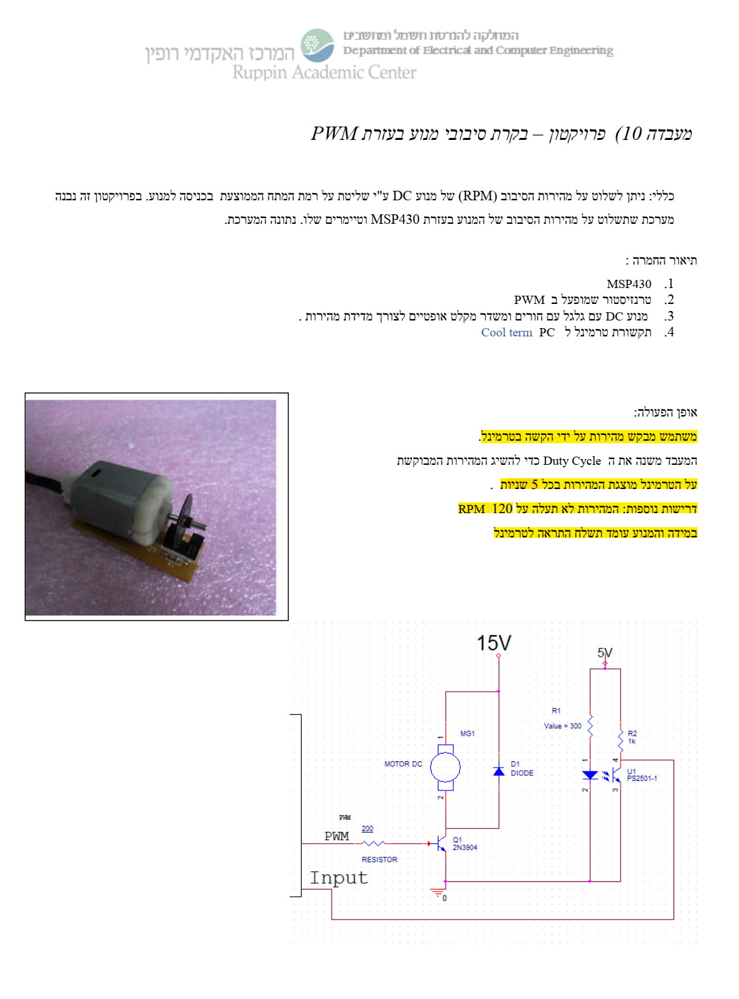 המחלקה להנדסת חשמל ומחשבים
Department of Electrical and Computer Engineering
המרכז האקדמי רופין
Ruppin Academic Center
מעבדה 10) פרויקטון – בקרת סיבובי מנוע בעזרת PWM
כללי: ניתן לשלוט על מהירות הסיבוב (RPM) של מנוע DC ע"י שליטת על רמת המתח הממוצעת בכניסה למנוע. בפרויקטון זה נבנה
מערכת שתשלוט על מהירות הסיבוב של המנוע בעזרת MSP430 וטיימרים שלו. נתונה המערכת.
תיאור החמרה :
1. MSP430
2. טרנזיסטור שמופעל ב PWM
3. מנוע DC עם גלגל עם חורים ומשדר מקלט אופטיים לצורך מדידת מהירות .
4. תקשורת טרמינל ל PC Cool term
אופן הפעולה:
משתמש מבקש מהירות על ידי הקשה בטרמינל.
המעבד משנה את ה Duty Cycle כדי להשיג המהירות המבוקשת
על הטרמינל מוצגת המהירות בכל 5 שניות .
דרישות נוספות: המהירות לא תעלה על 120 RPM
במידה והמנוע עומד תשלח התראה לטרמינל
27
R1
15V
5V
R1
Value = 300
R2
1k
1
MG1
MOTOR DC
2
D1
DIODE
1
2
4
3
U1
PS2501-1
PWM
PWM
200
RESISTOR
Q1
2N3904
Input
0